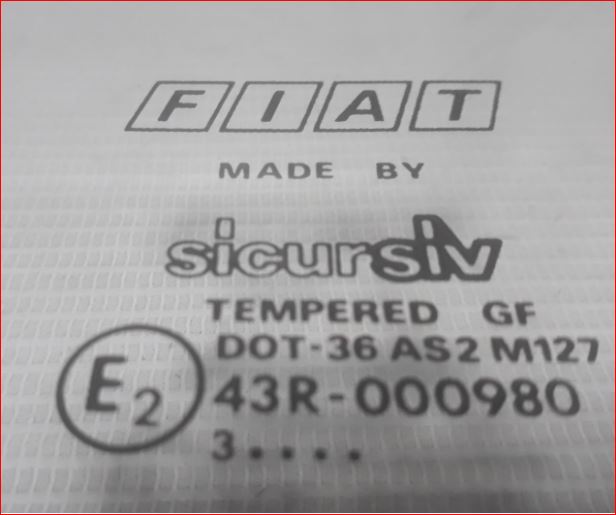 FIAT
MADE BY
sicursiv
TEMPERED GF
DOT-36 AS2 M127
E2 43R-000980
3....